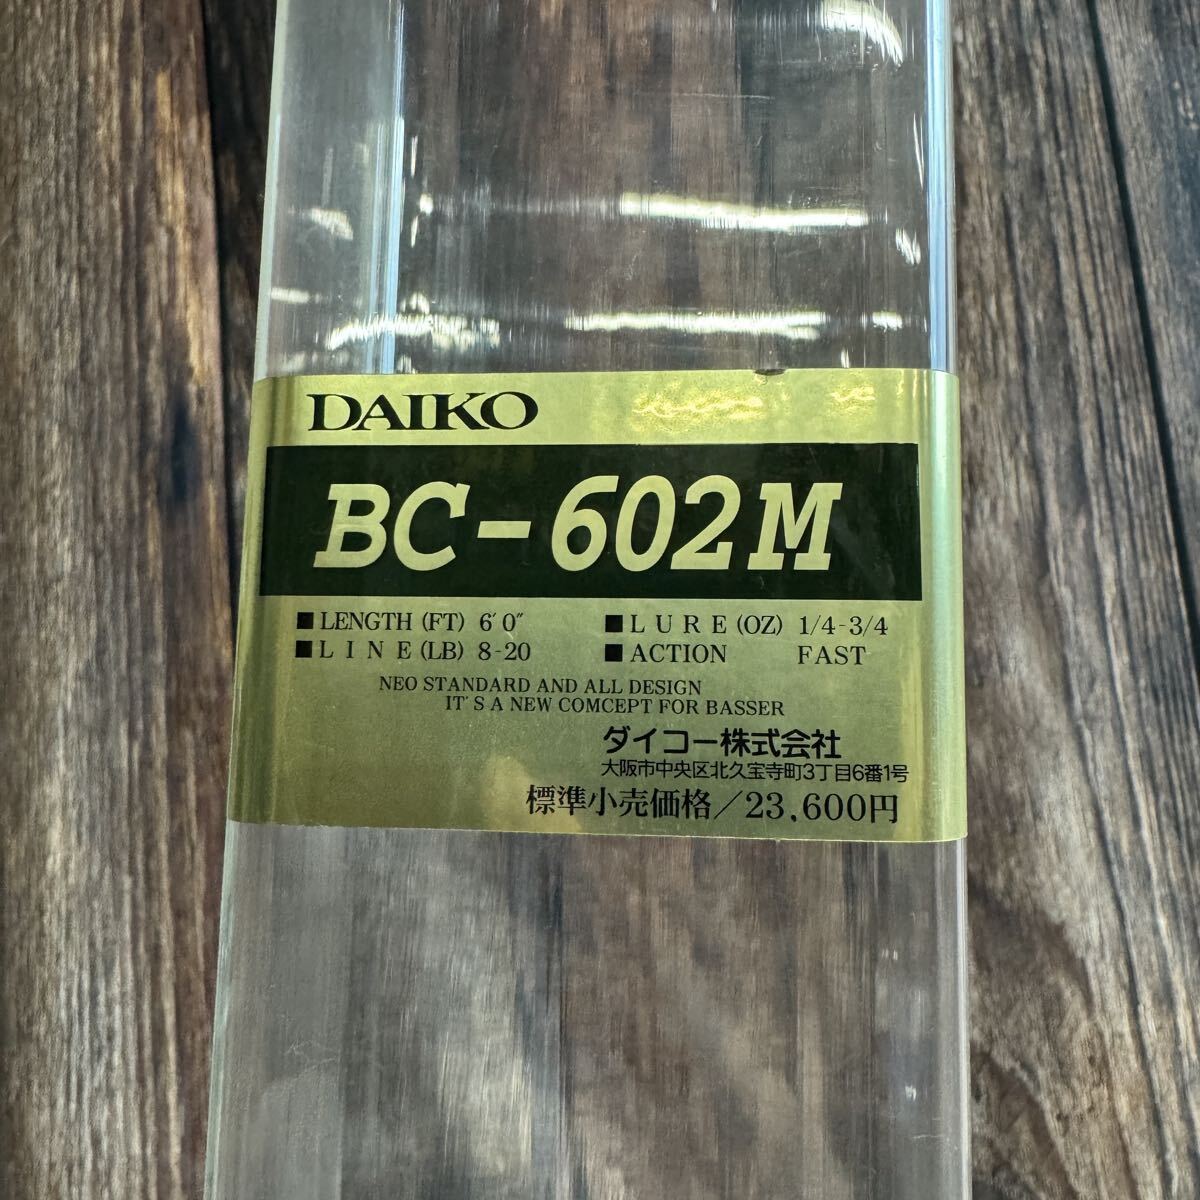 DAIKO
BC-602M
■ LENGTH (FT) 6′0″ ■ LURE (OZ) 1/4-3/4
■ LINE (LB) 8-20 ■ ACTION FAST
NEO STANDARD AND ALL DESIGN
IT'S A NEW COMCEPT FOR BASSER
ダイコー株式会社
大阪市中央区北久宝寺町3丁目6番1号
標準小売価格／23,600円